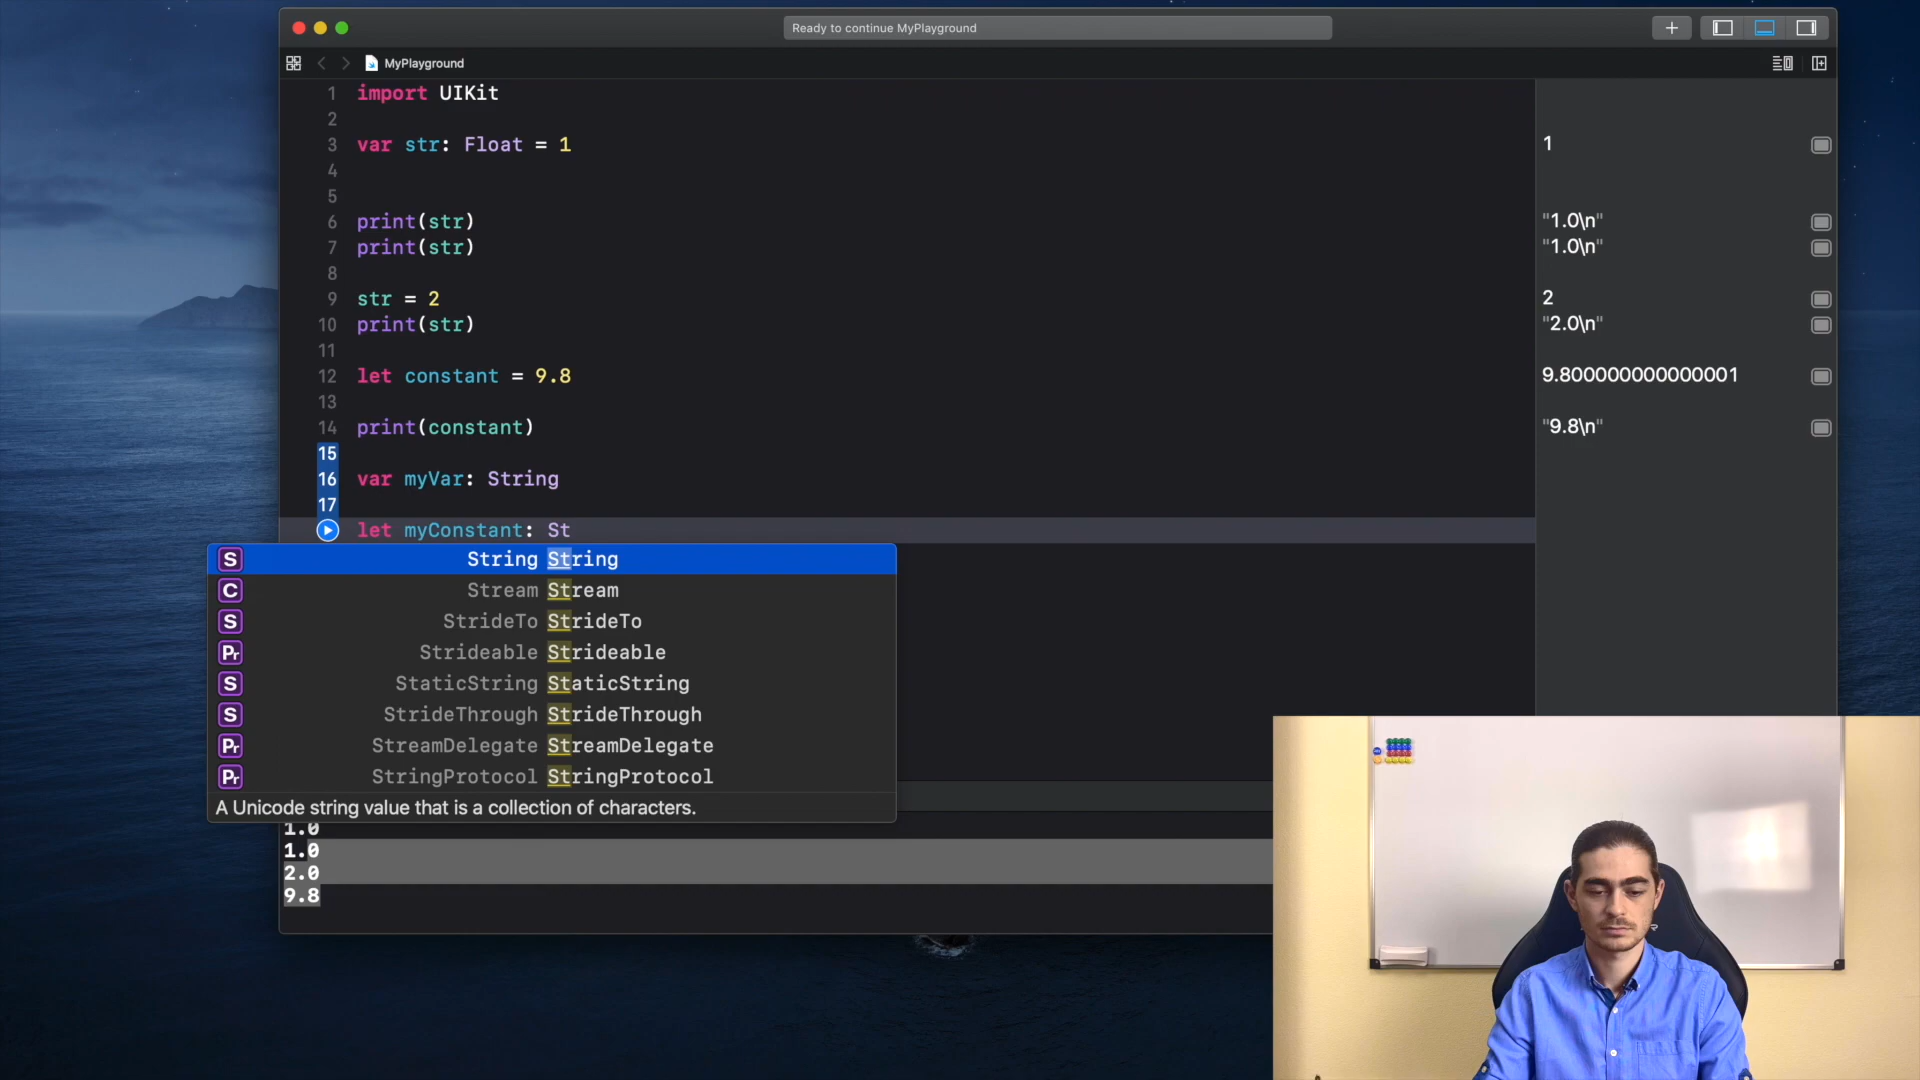 Ready to continue MyPlayground
MyPlayground
1 import UIKit
2
3 var str: Float = 1
4
5
6 print(str)
7 print(str)
8
9 str = 2
10 print(str)
11
12 let constant = 9.8
13
14 print(constant)
15
16 var myVar: String
17
let myConstant: St
1
"1.0\n"
"1.0\n"
2
"2.0\n"
9.800000000000001
"9.8\n"
S String String
C Stream Stream
S StrideTo StrideTo
Pr Strideable Strideable
S StaticString StaticString
S StrideThrough StrideThrough
Pr StreamDelegate StreamDelegate
Pr StringProtocol StringProtocol
A Unicode string value that is a collection of characters.
1.0
1.0
2.0
9.8